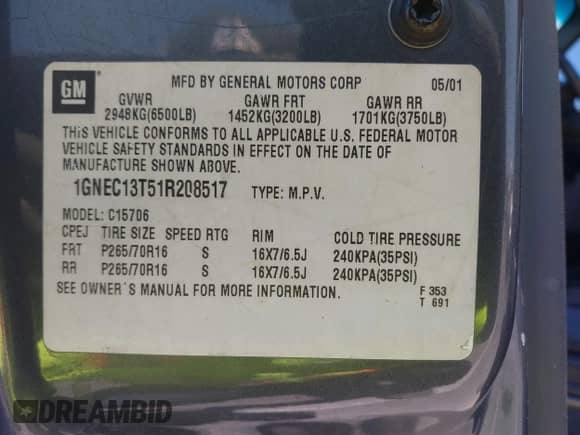 GM
MFD BY GENERAL MOTORS CORP 05/01
GVWR GAWR FRT GAWR RR
2948KG(6500LB) 1452KG(3200LB) 1701KG(3750LB)
THIS VEHICLE CONFORMS TO ALL APPLICABLE U.S. FEDERAL MOTOR
VEHICLE SAFETY STANDARDS IN EFFECT ON THE DATE OF
MANUFACTURE SHOWN ABOVE.
1GNEC13T51R208517 TYPE: M.P.V.
MODEL: C15706
CPEJ TIRE SIZE SPEED RTG RIM COLD TIRE PRESSURE
FRT P265/70R16 S 16X7/6.5J 240KPA(35PSI)
RR P265/70R16 S 16X7/6.5J 240KPA(35PSI)
SEE OWNER'S MANUAL FOR MORE INFORMATION. F 353
T 691
DREAMBID